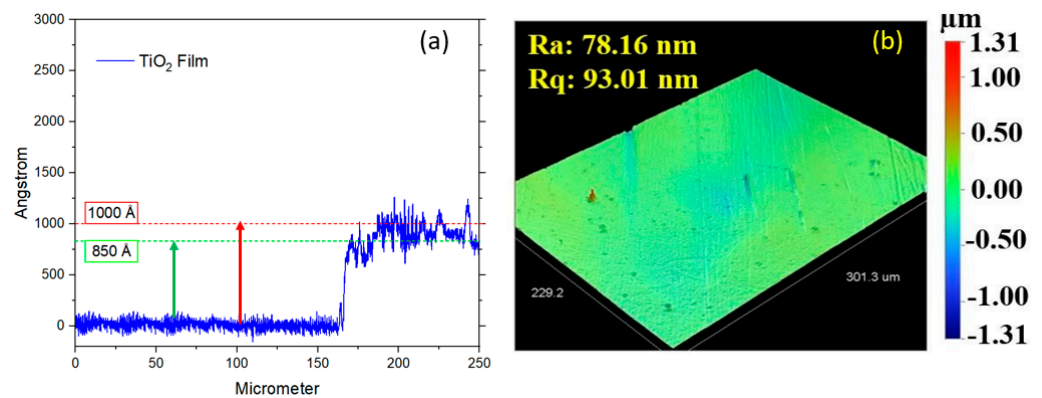 3000
2500
2000
1500
1000
500
0
Angstrom
TiO₂ Film
(a)
1000 Å
850 Å
0
50
100
150
200
250
Micrometer
Ra: 78.16 nm
Rq: 93.01 nm
(b)
229.2
301.3 um
µm
1.31
1.00
0.50
0.00
-0.50
-1.00
-1.31